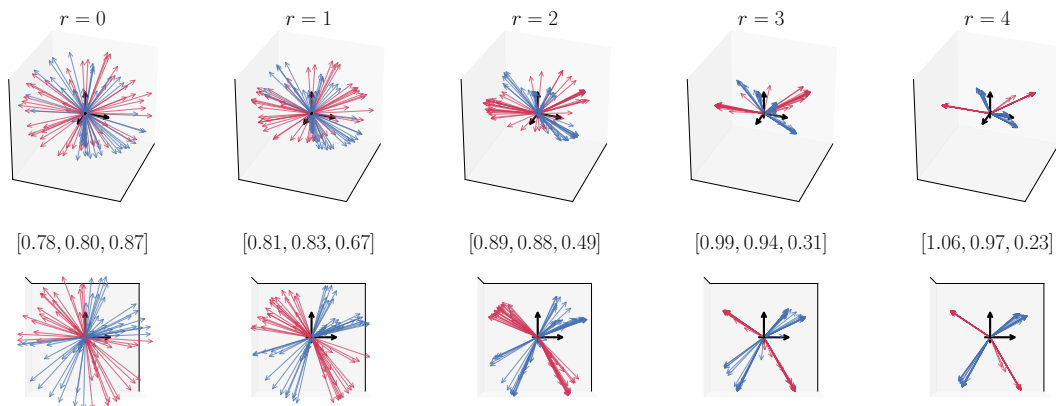 r = 0 r = 1 r = 2 r = 3 r = 4
[0.78, 0.80, 0.87] [0.81, 0.83, 0.67] [0.89, 0.88, 0.49] [0.99, 0.94, 0.31] [1.06, 0.97, 0.23]